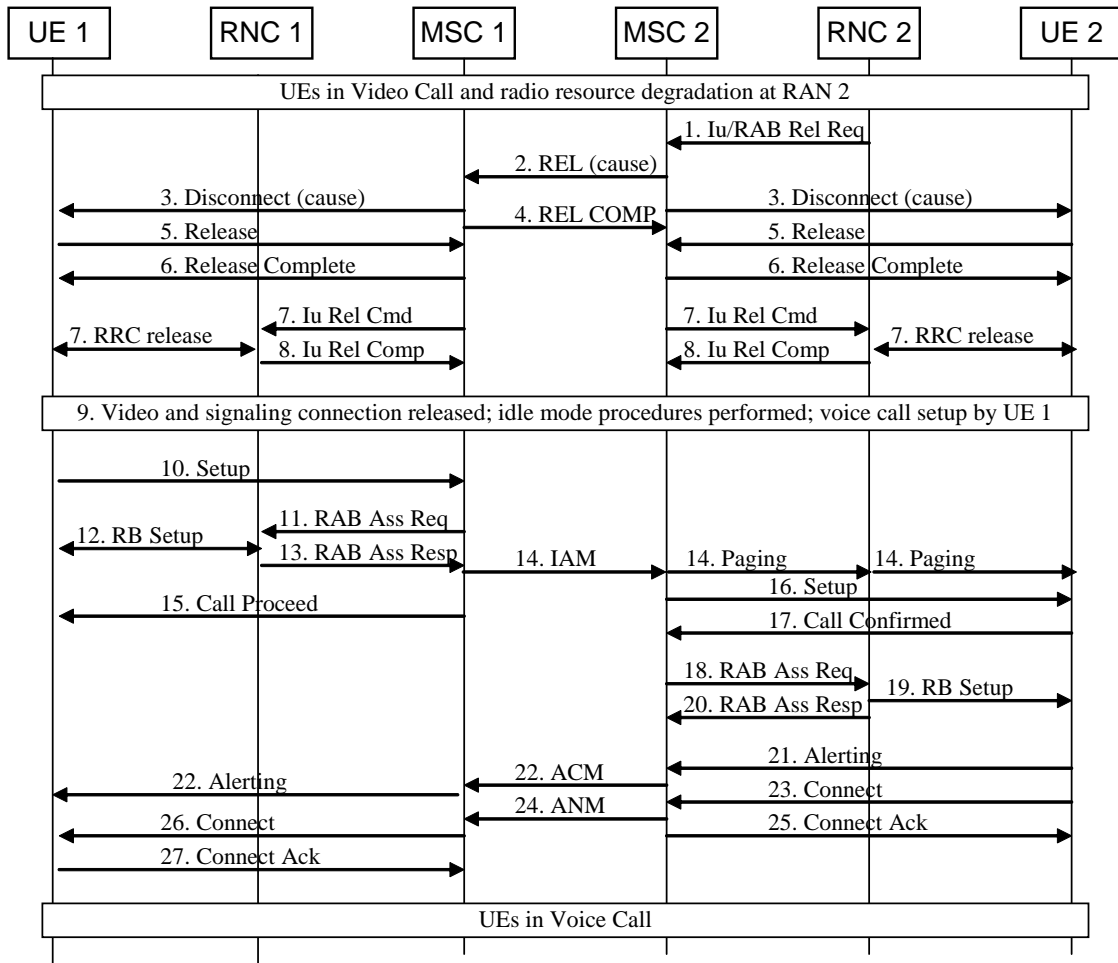 UE 1 RNC 1 MSC 1 MSC 2 RNC 2 UE 2
UEs in Video Call and radio resource degradation at RAN 2
1. Iu/RAB Rel Req
2. REL (cause)
3. Disconnect (cause) 3. Disconnect (cause)
4. REL COMP
5. Release 5. Release
6. Release Complete 6. Release Complete
7. Iu Rel Cmd 7. Iu Rel Cmd
7. RRC release 7. RRC release
8. Iu Rel Comp 8. Iu Rel Comp
9. Video and signaling connection released; idle mode procedures performed; voice call setup by UE 1
10. Setup
11. RAB Ass Req
12. RB Setup
13. RAB Ass Resp
14. IAM 14. Paging 14. Paging
16. Setup
15. Call Proceed
17. Call Confirmed
18. RAB Ass Req
19. RB Setup
20. RAB Ass Resp
21. Alerting
22. Alerting 22. ACM
23. Connect
24. ANM
26. Connect 25. Connect Ack
27. Connect Ack
UEs in Voice Call